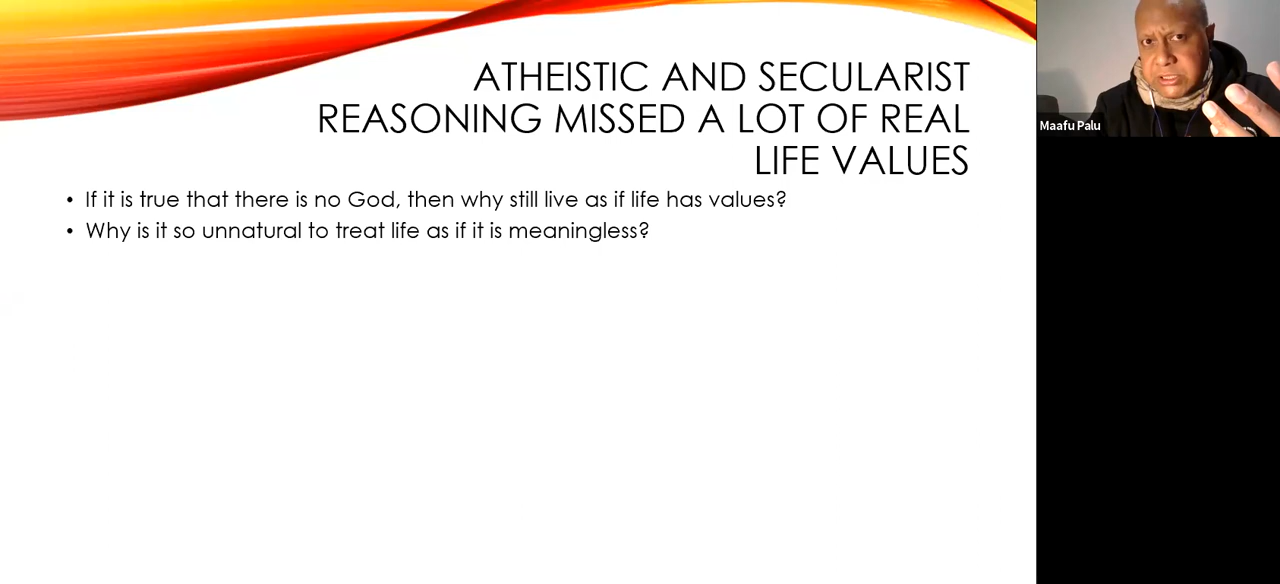 ATHEISTIC AND SECULARIST
REASONING MISSED A LOT OF REAL
LIFE VALUES
• If it is true that there is no God, then why still live as if life has values?
• Why is it so unnatural to treat life as if it is meaningless?
Maafu Palu